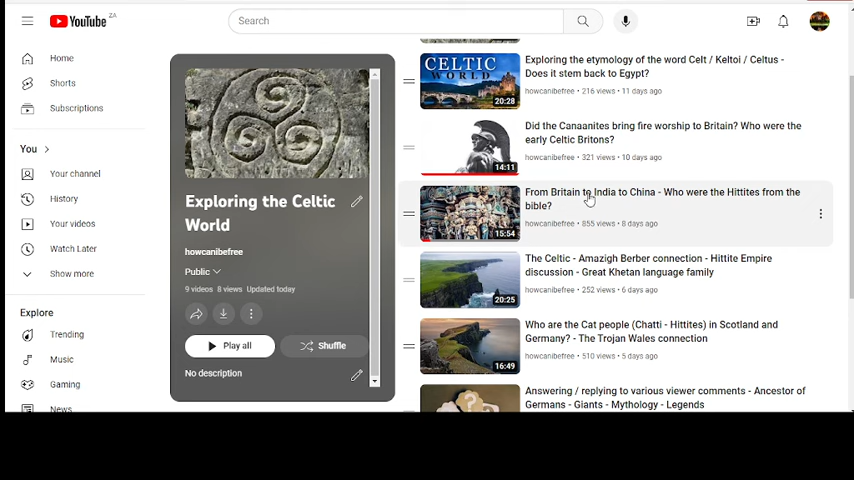 YouTube ZA
Search
Home
Shorts
Subscriptions
You
Your channel
History
Your videos
Watch Later
Show more
Explore
Trending
Music
Gaming
News
Exploring the Celtic
World
howcanibefree
Public
9 videos 8 views Updated today
Play all
Shuffle
No description
CELTIC
WORLD
20:28
Exploring the etymology of the word Celt / Keltoi / Celtus -
Does it stem back to Egypt?
howcanibefree • 216 views • 11 days ago
14:11
Did the Canaanites bring fire worship to Britain? Who were the
early Celtic Britons?
howcanibefree • 321 views • 10 days ago
15:54
From Britain to India to China - Who were the Hittites from the
bible?
howcanibefree • 855 views • 8 days ago
20:25
The Celtic - Amazigh Berber connection - Hittite Empire
discussion - Great Khetan language family
howcanibefree • 252 views • 6 days ago
16:49
Who are the Cat people (Chatti - Hittites) in Scotland and
Germany? - The Trojan Wales connection
howcanibefree • 510 views • 5 days ago
Answering / replying to various viewer comments - Ancestor of
Germans - Giants - Mythology - Legends